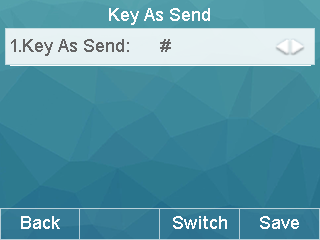 Key As Send
1.Key As Send: #
Back Switch Save